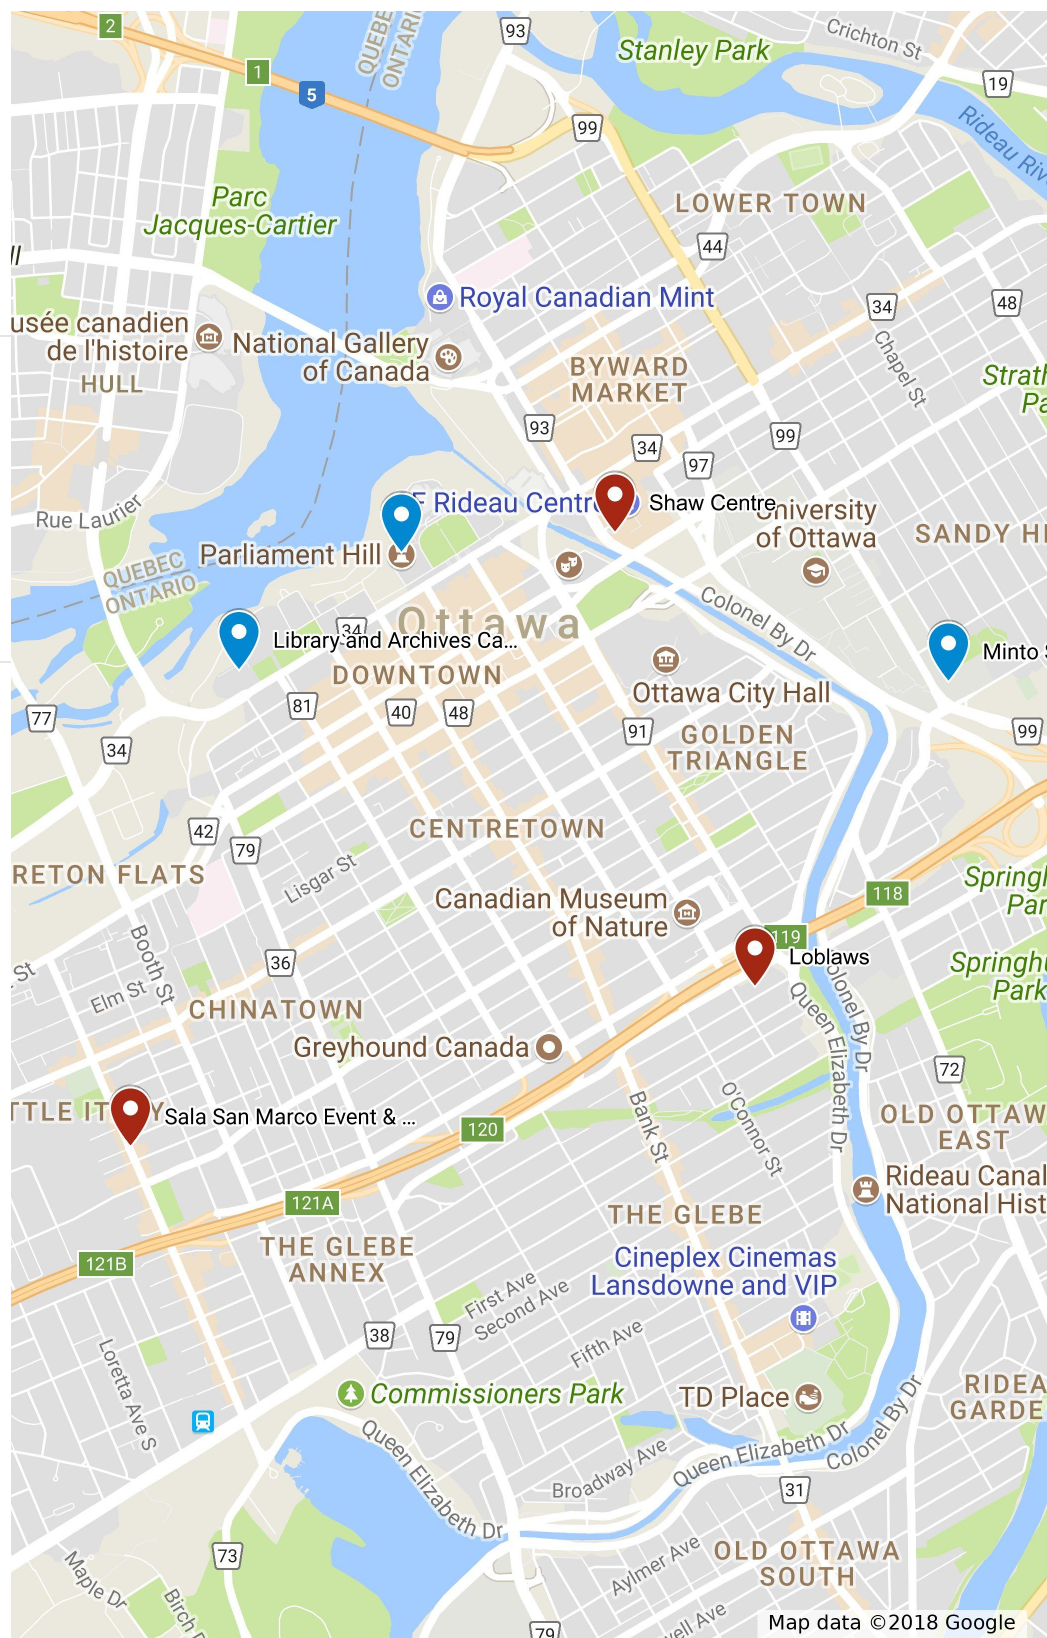 2
93
QUEBEC
ONTARIO
Stanley Park
Crichton St
1
5
19
99
Rideau Riv
Parc
Jacques-Cartier
LOWER TOWN
44
ll
Royal Canadian Mint
34
48
usée canadien
de l'histoire
National Gallery
of Canada
HULL
BYWARD
MARKET
Chapel St
Strath
Pa
93
34
99
97
Rue Laurier
F Rideau Centre
Shaw Centre
University
of Ottawa
SANDY HI
Parliament Hill
QUEBEC
ONTARIO
Colonel By Dr
Ottawa
34
Library and Archives Ca...
Minto S
DOWNTOWN
Ottawa City Hall
81
40
48
77
91
99
34
GOLDEN
TRIANGLE
42
CENTRETOWN
79
Lisgar St
RETON FLATS
Canadian Museum
of Nature
118
Springh
Par
119
Loblaws
Booth St
36
St
Elm St
Springhu
Park
CHINATOWN
Queen Elizabeth Dr
Colonel By Dr
Greyhound Canada
72
TTLE ITALY
Sala San Marco Event & ...
120
Bank St
O'Connor St
OLD OTTAW
EAST
Rideau Canal
National Hist
121A
THE GLEBE
121B
THE GLEBE
ANNEX
Cineplex Cinemas
Lansdowne and VIP
First Ave
Second Ave
38
79
Fifth Ave
Loretta Ave S
Commissioners Park
TD Place
RIDEA
GARDE
Queen Elizabeth Dr
Broadway Ave
Queen Elizabeth Dr
Colonel By Dr
31
73
Aylmer Ave
OLD OTTAWA
SOUTH
Maple Dr
Birch D
79
well Ave
Map data ©2018 Google